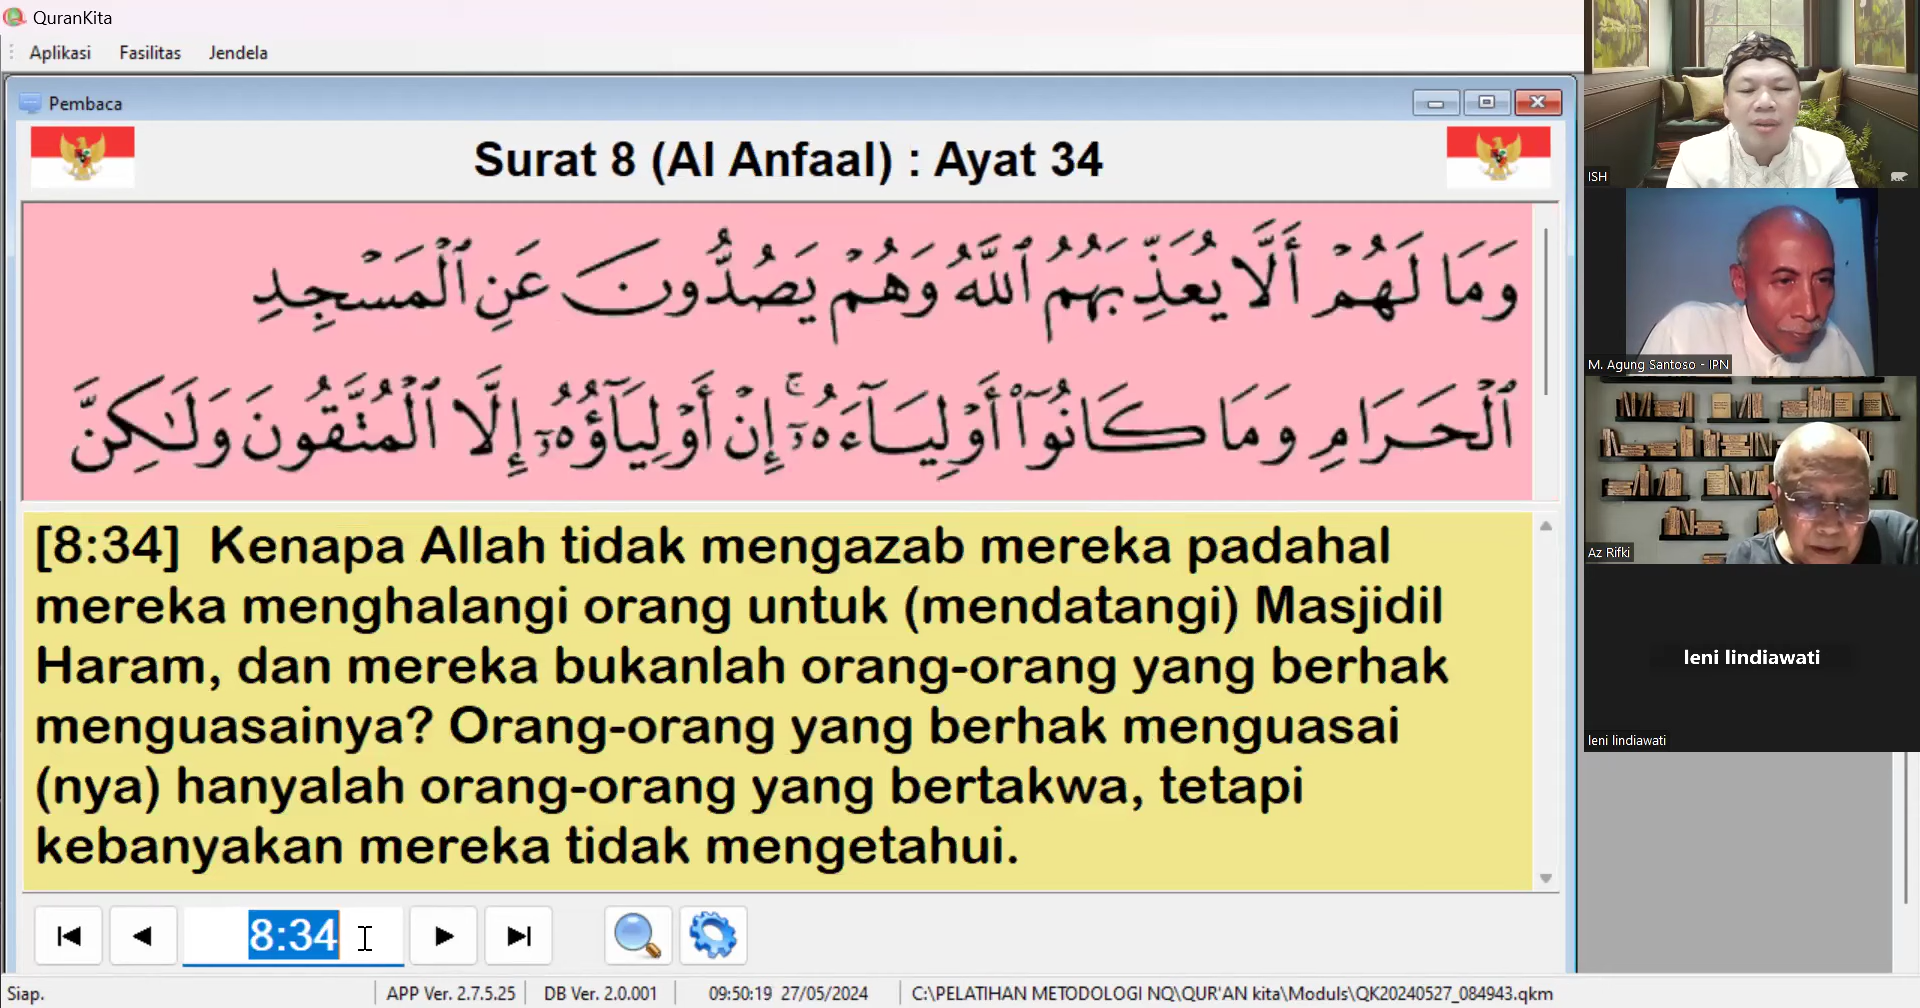 QuranKita
Aplikasi Fasilitas Jendela
Pembaca
Surat 8 (Al Anfaal) : Ayat 34
وَمَا لَهُمْ أَلَّا يُعَذِّبَهُمُ ٱللَّهُ وَهُمْ يَصُدُّونَ عَنِ ٱلْمَسْجِدِ
ٱلْحَرَامِ وَمَا كَانُوٓا۟ أَوْلِيَآءَهُۥٓ ۚ إِنْ أَوْلِيَآؤُهُۥٓ إِلَّا ٱلْمُتَّقُونَ وَلَـٰكِنَّ
[8:34] Kenapa Allah tidak mengazab mereka padahal
mereka menghalangi orang untuk (mendatangi) Masjidil
Haram, dan mereka bukanlah orang-orang yang berhak
menguasainya? Orang-orang yang berhak menguasai
(nya) hanyalah orang-orang yang bertakwa, tetapi
kebanyakan mereka tidak mengetahui.
8:34
Siap. APP Ver. 2.7.5.25 DB Ver. 2.0.001 09:50:19 27/05/2024 C:\PELATIHAN METODOLOGI NQ\QUR'AN kita\Moduls\QK20240527_084943.qkm
ISH
M. Agung Santoso - IPN
Az Rifki
leni lindiawati
leni lindiawati